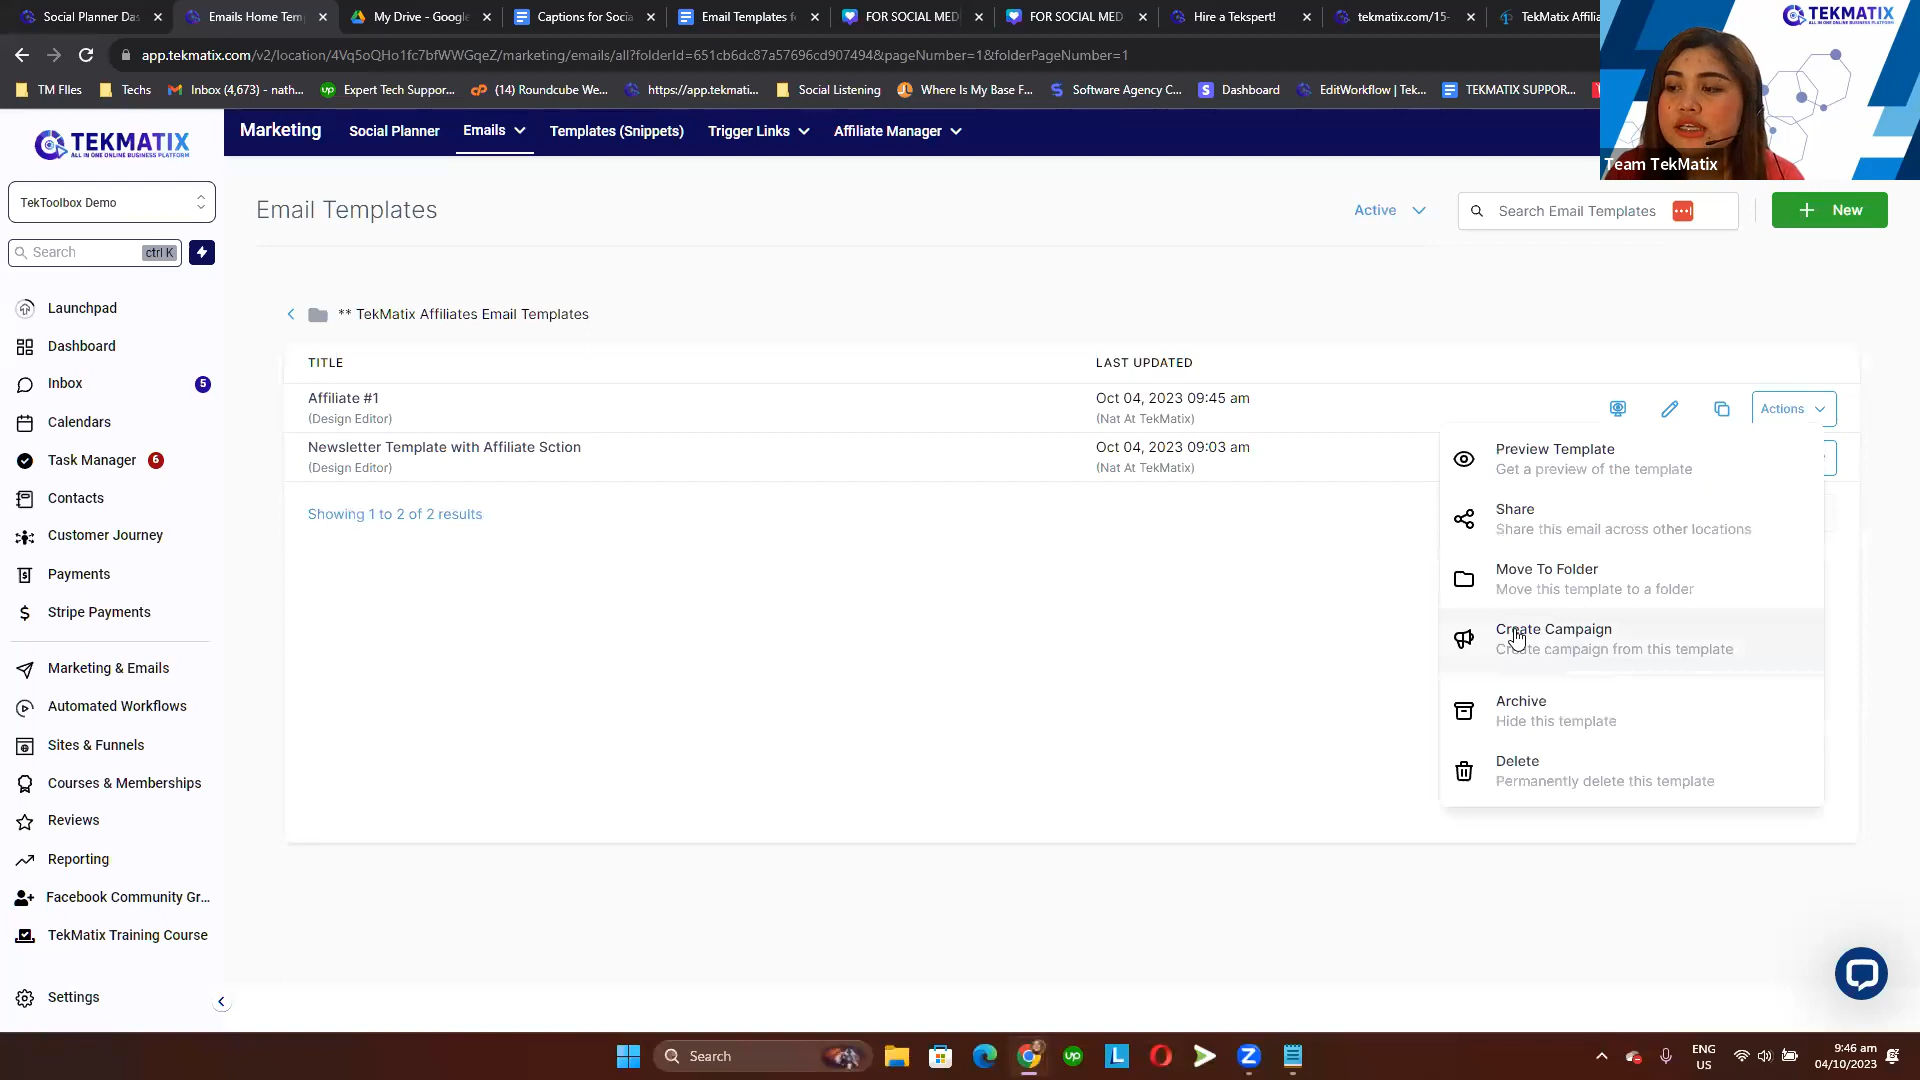 Social Planner Das
Emails Home Tem
My Drive - Google
Captions for Socia
Email Templates f
FOR SOCIAL MED
FOR SOCIAL MED
Hire a Tekspert!
tekmatix.com/15-
TekMatix Affilia
app.tekmatix.com/v2/location/4Vq5oQHo1fc7bfWWGqeZ/marketing/emails/all?folderId=651cb6dc87a57696cd907494&pageNumber=1&folderPageNumber=1
TM FIles
Techs
Inbox (4,673) - nath...
Expert Tech Suppor...
(14) Roundcube We...
https://app.tekmati...
Social Listening
Where Is My Base F...
Software Agency C...
Dashboard
EditWorkflow | Tek...
TEKMATIX SUPPOR...
TEKMATIX
Team TekMatix
TEKMATIX
ALL IN ONE ONLINE BUSINESS PLATFORM
Marketing
Social Planner
Emails
Templates (Snippets)
Trigger Links
Affiliate Manager
TekToolbox Demo
Search
ctrl K
Launchpad
Dashboard
Inbox
5
Calendars
Task Manager
6
Contacts
Customer Journey
Payments
Stripe Payments
Marketing & Emails
Automated Workflows
Sites & Funnels
Courses & Memberships
Reviews
Reporting
Facebook Community Gr...
TekMatix Training Course
Settings
Email Templates
Active
Search Email Templates
New
** TekMatix Affiliates Email Templates
TITLE
LAST UPDATED
Affiliate #1
(Design Editor)
Oct 04, 2023 09:45 am
(Nat At TekMatix)
Actions
Newsletter Template with Affiliate Sction
(Design Editor)
Oct 04, 2023 09:03 am
(Nat At TekMatix)
Showing 1 to 2 of 2 results
Preview Template
Get a preview of the template
Share
Share this email across other locations
Move To Folder
Move this template to a folder
Create Campaign
Create campaign from this template
Archive
Hide this template
Delete
Permanently delete this template
Search
ENG
US
9:46 am
04/10/2023